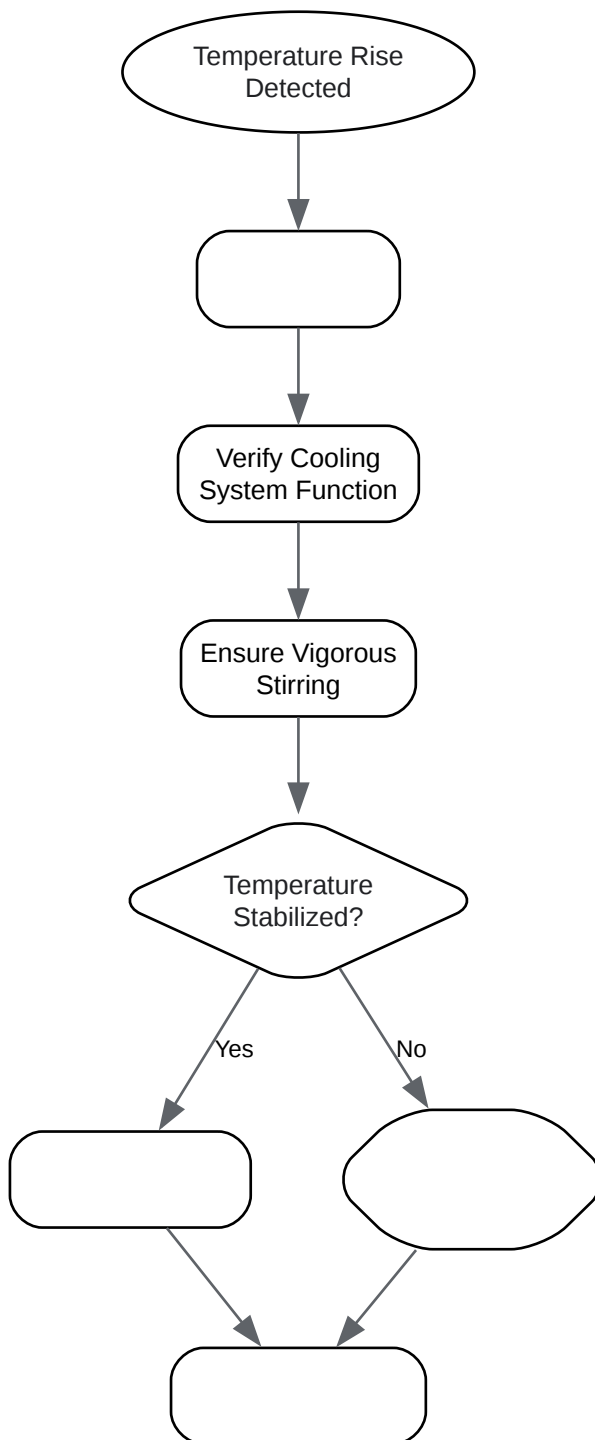 Temperature Rise
Detected
Verify Cooling
System Function
Ensure Vigorous
Stirring
Temperature
Stabilized?
Yes
No